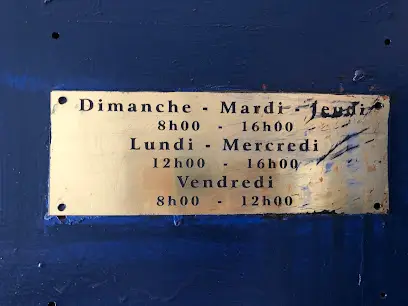 Dimanche - Mardi - Jeudi
8h00 - 16h00
Lundi - Mercredi
12h00 - 16h00
Vendredi
8h00 - 12h00